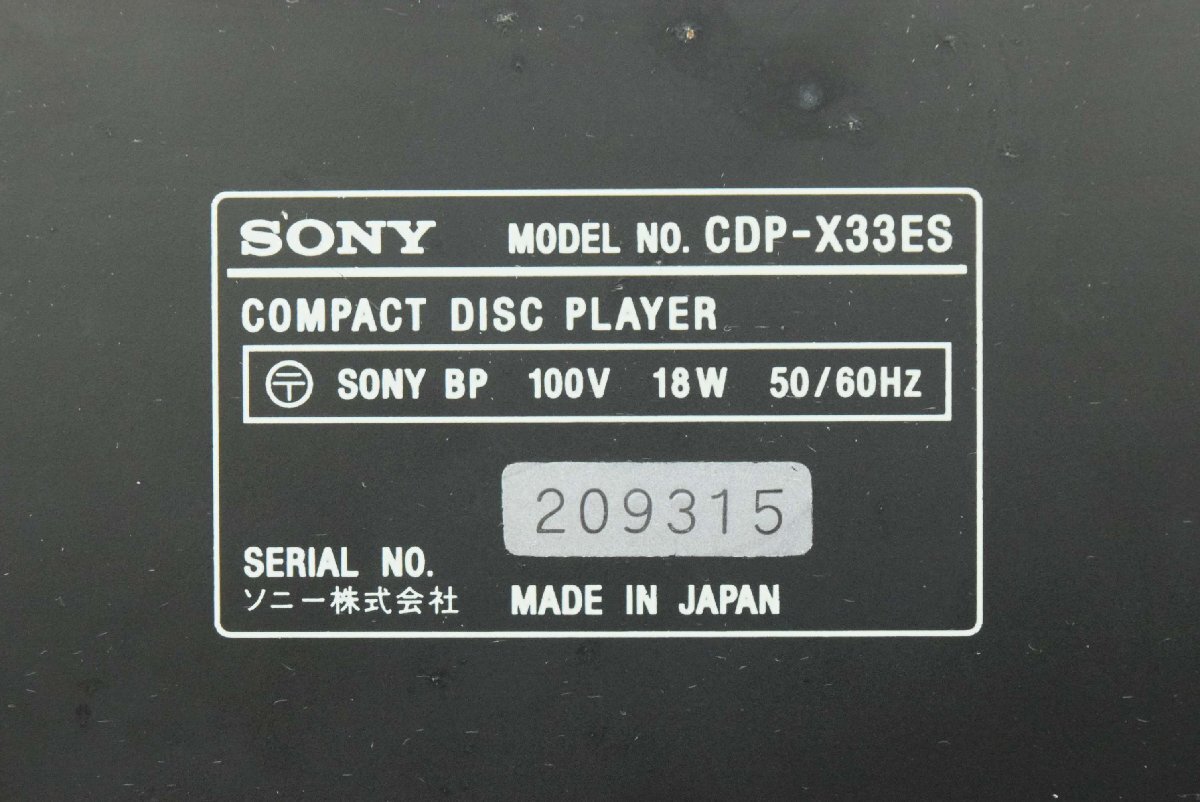 SONY MODEL NO. CDP-X33ES
COMPACT DISC PLAYER
〒 SONY BP 100V 18W 50/60Hz
209315
SERIAL NO.
ソニー株式会社 MADE IN JAPAN